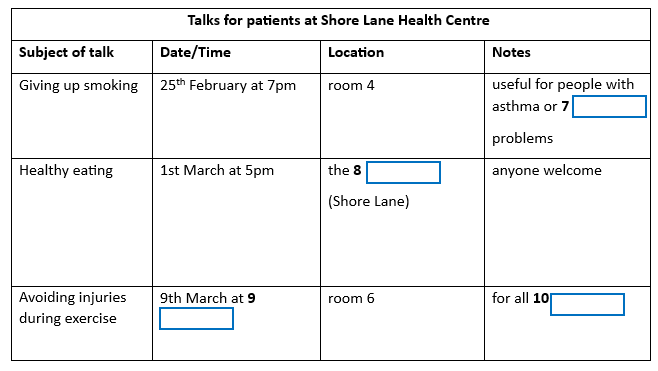 Talks for patients at Shore Lane Health Centre
Subject of talk Date/Time Location Notes
Giving up smoking 25th February at 7pm room 4 useful for people with
asthma or 7
problems
Healthy eating 1st March at 5pm the 8 anyone welcome
(Shore Lane)
Avoiding injuries 9th March at 9 room 6 for all 10
during exercise